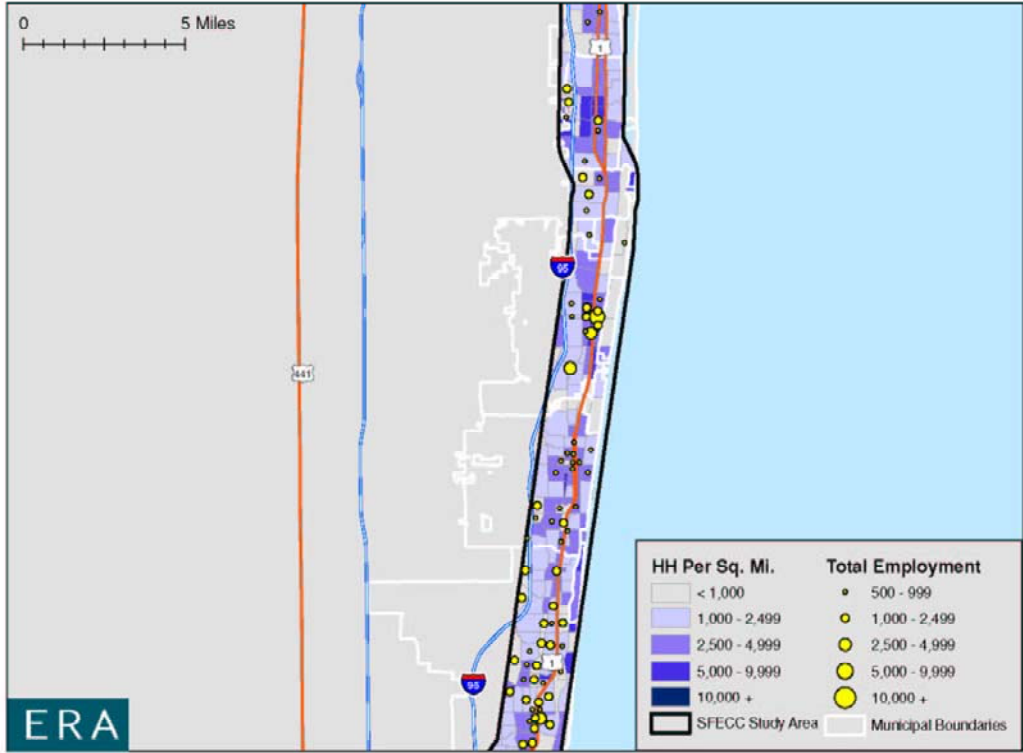 0 5 Miles
1
95
441
1
95
HH Per Sq. Mi. Total Employment
< 1,000 500 - 999
1,000 - 2,499 1,000 - 2,499
2,500 - 4,999 2,500 - 4,999
5,000 - 9,999 5,000 - 9,999
10,000 + 10,000 +
SFECC Study Area Municipal Boundaries
ERA